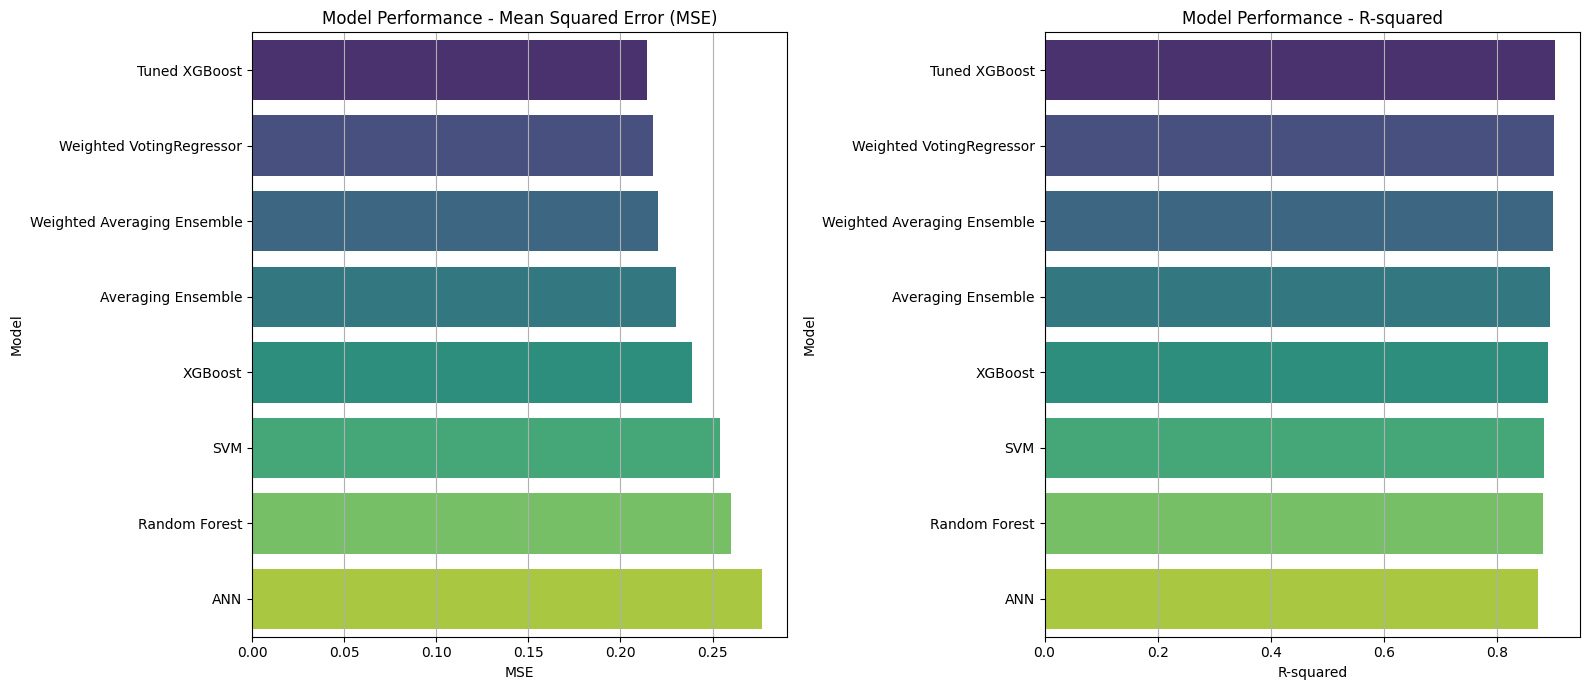 Model Performance - Mean Squared Error (MSE)
Model
Tuned XGBoost
Weighted VotingRegressor
Weighted Averaging Ensemble
Averaging Ensemble
XGBoost
SVM
Random Forest
ANN
0.00 0.05 0.10 0.15 0.20 0.25
MSE
Model Performance - R-squared
Model
Tuned XGBoost
Weighted VotingRegressor
Weighted Averaging Ensemble
Averaging Ensemble
XGBoost
SVM
Random Forest
ANN
0.0 0.2 0.4 0.6 0.8
R-squared